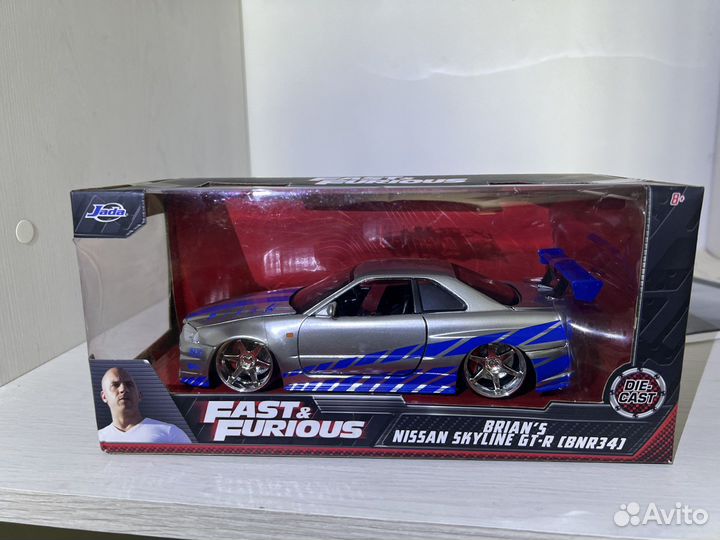 FAST &
FURIOUS
Jada
8+
FAST &
FURIOUS
BRIAN'S
NISSAN SKYLINE GT-R (BNR34)
DIE-
CAST
Avito